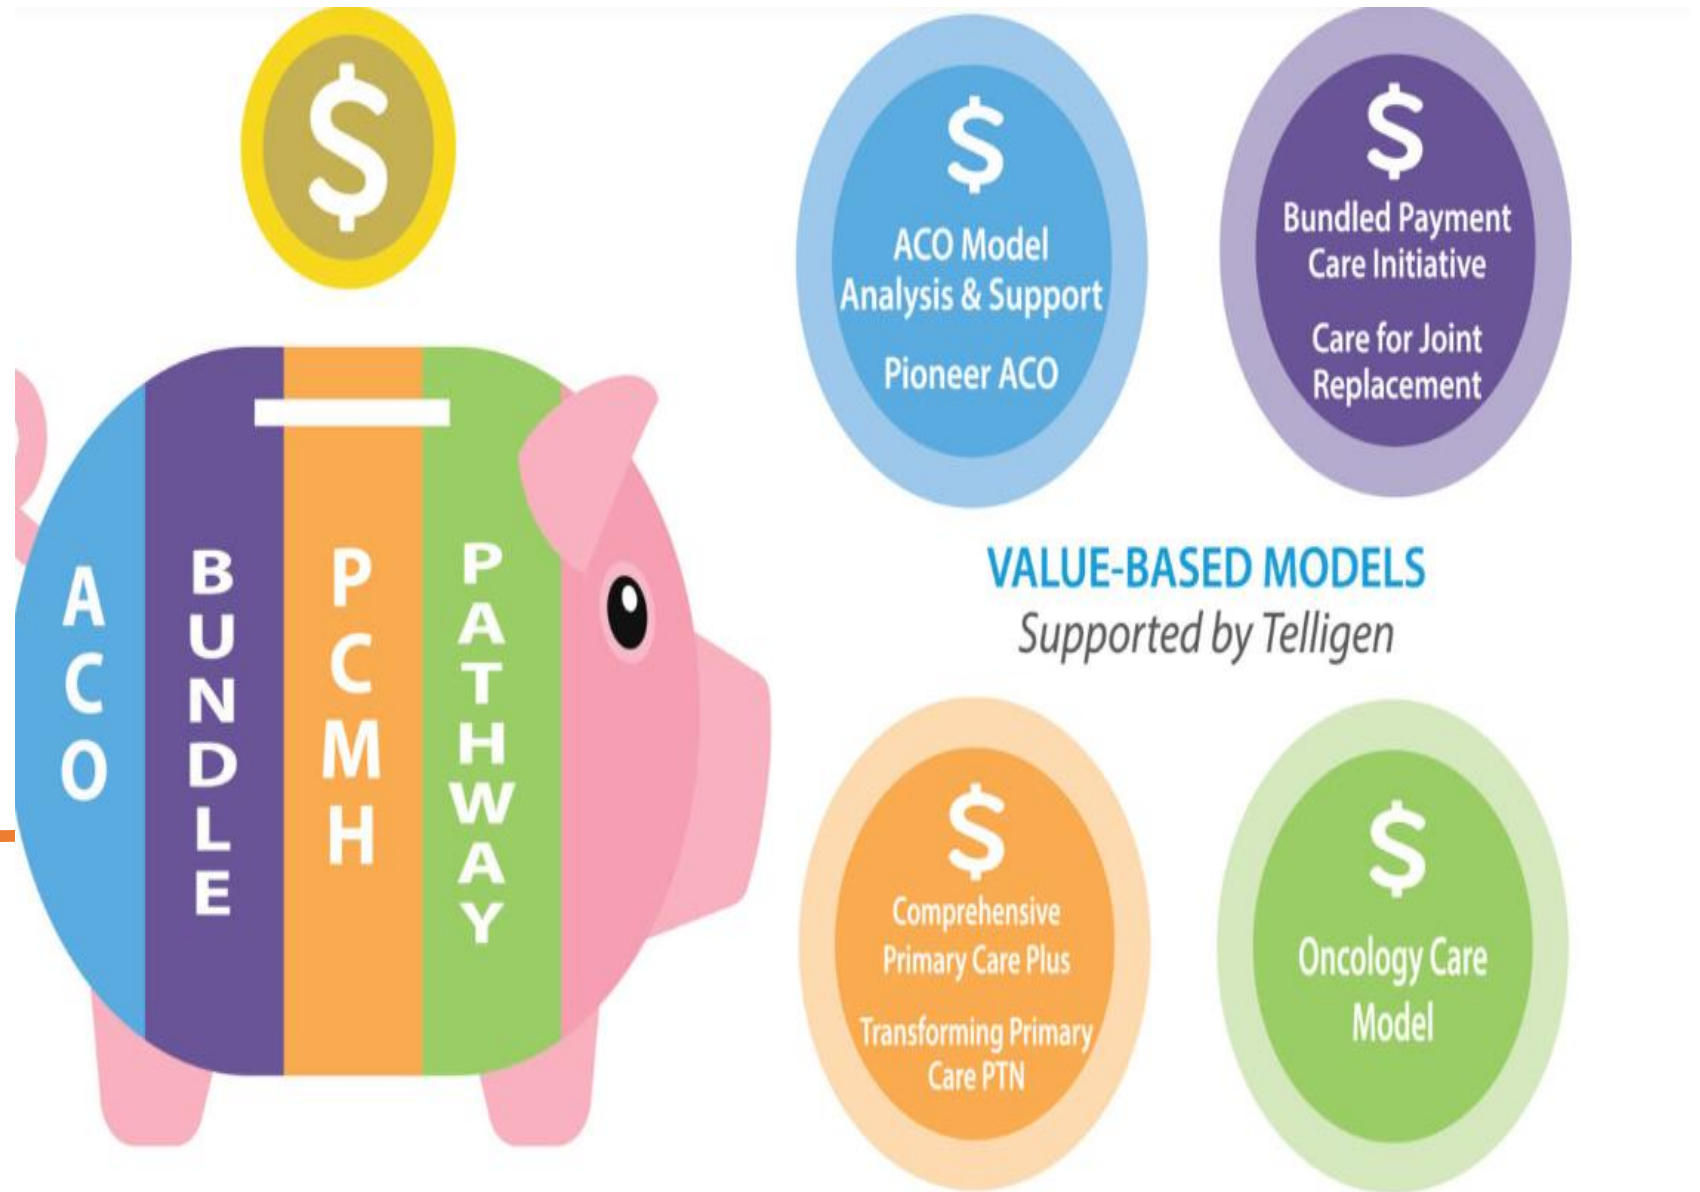 $
ACO
BUNDLE
PCMH
PATHWAY
$
ACO Model
Analysis & Support
Pioneer ACO
$
Bundled Payment
Care Initiative
Care for Joint
Replacement
VALUE-BASED MODELS
Supported by Telligen
$
Comprehensive
Primary Care Plus
Transforming Primary
Care PTN
$
Oncology Care
Model